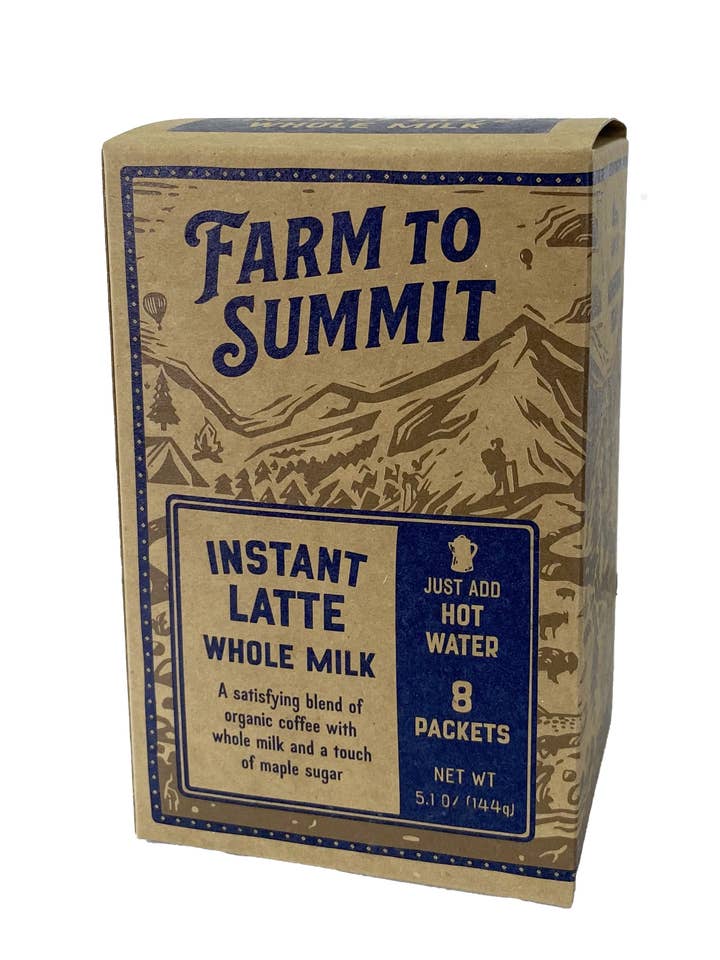 WHOLE MILK
FARM TO
SUMMIT
INSTANT
LATTE
WHOLE MILK
A satisfying blend of
organic coffee with
whole milk and a touch
of maple sugar
JUST ADD
HOT
WATER
8
PACKETS
NET WT
5.1 O/ (144g)